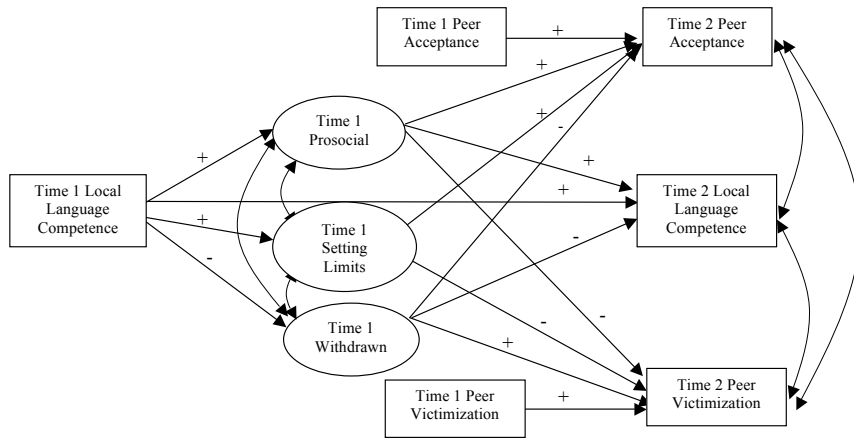 Time 1 Peer
Acceptance
+
Time 2 Peer
Acceptance
+
+
-
Time 1
Prosocial
+
+
Time 1 Local
Language
Competence
+
+
Time 2 Local
Language
Competence
+
-
Time 1
Setting
Limits
-
-
-
+
Time 1
Withdrawn
Time 1 Peer
Victimization
+
Time 2 Peer
Victimization